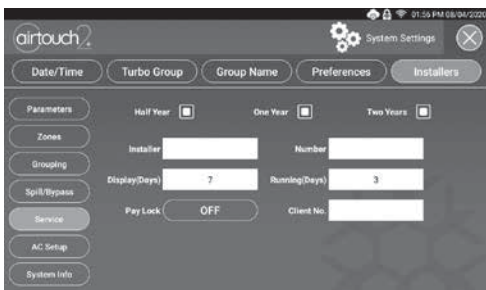 01:56 PM 08/04/2020
airtouch2. System Settings
Date/Time Turbo Group Group Name Preferences Installers
Parameters Half Year One Year Two Years
Zones
Installer Number
Grouping
Display(Days) 7 Running(Days) 3
Spill/Bypass
Pay Lock OFF Client No.
Service
AC Setup
System Info